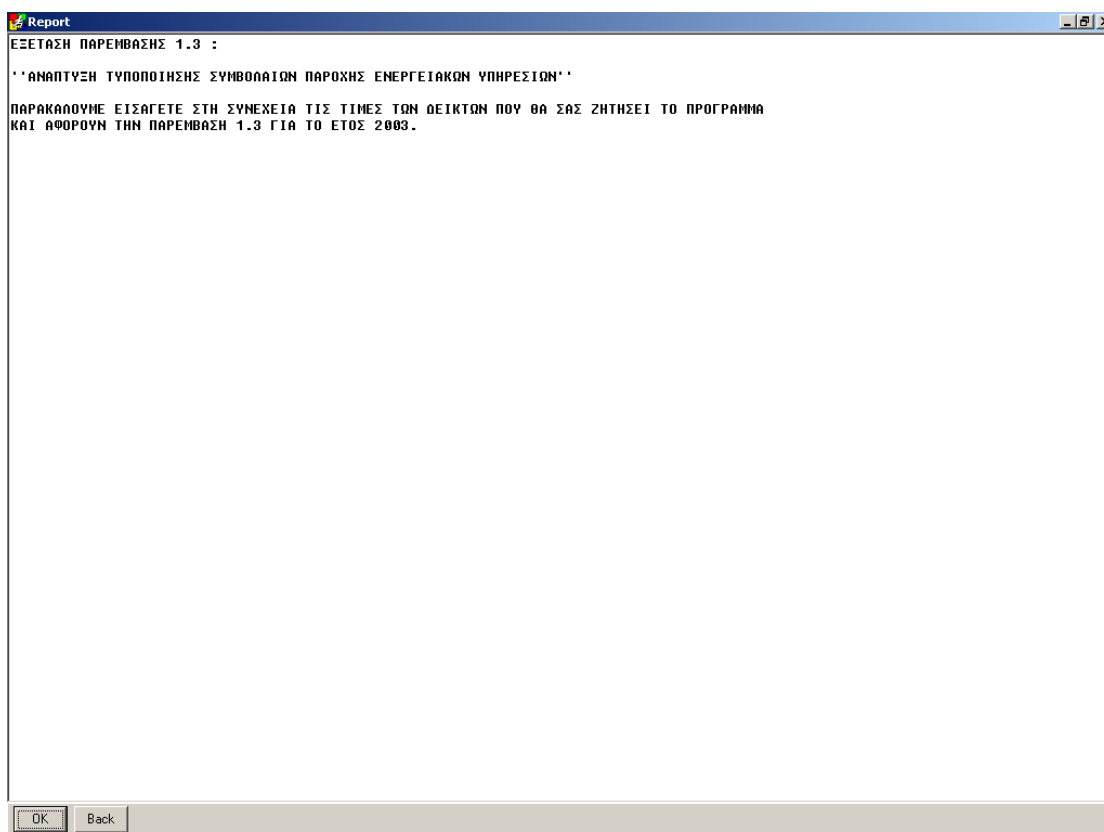 Report
ΕΞΕΤΑΣΗ ΠΑΡΕΜΒΑΣΗΣ 1.3 :
''ΑΝΑΠΤΥΞΗ ΤΥΠΟΠΟΙΗΣΗΣ ΣΥΜΒΟΛΑΙΩΝ ΠΑΡΟΧΗΣ ΕΝΕΡΓΕΙΑΚΩΝ ΥΠΗΡΕΣΙΩΝ''
ΠΑΡΑΚΑΛΟΥΜΕ ΕΙΣΑΓΕΤΕ ΣΤΗ ΣΥΝΕΧΕΙΑ ΤΙΣ ΤΙΜΕΣ ΤΩΝ ΔΕΙΚΤΩΝ ΠΟΥ ΘΑ ΣΑΣ ΖΗΤΗΣΕΙ ΤΟ ΠΡΟΓΡΑΜΜΑ
ΚΑΙ ΑΦΟΡΟΥΝ ΤΗΝ ΠΑΡΕΜΒΑΣΗ 1.3 ΓΙΑ ΤΟ ΕΤΟΣ 2003.
OK Back